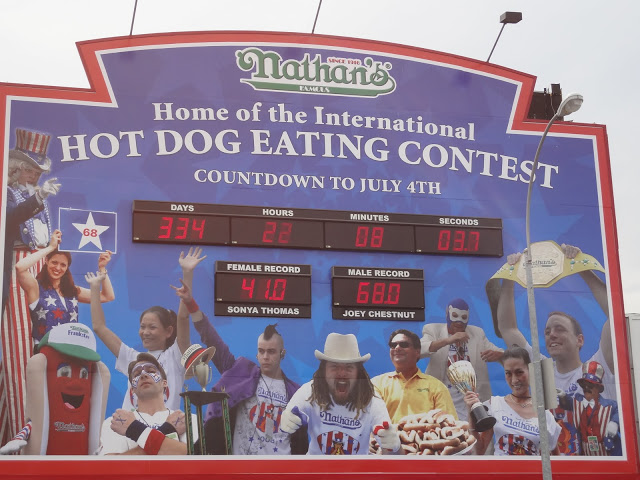 SINCE 1916
Nathan's®
FAMOUS
Home of the International
HOT DOG EATING CONTEST
COUNTDOWN TO JULY 4TH
DAYS HOURS MINUTES SECONDS
334 22 08 03.7
68
FEMALE RECORD MALE RECORD
41.0 68.0
SONYA THOMAS JOEY CHESTNUT
Nathan's
Nathan's
Nathan's